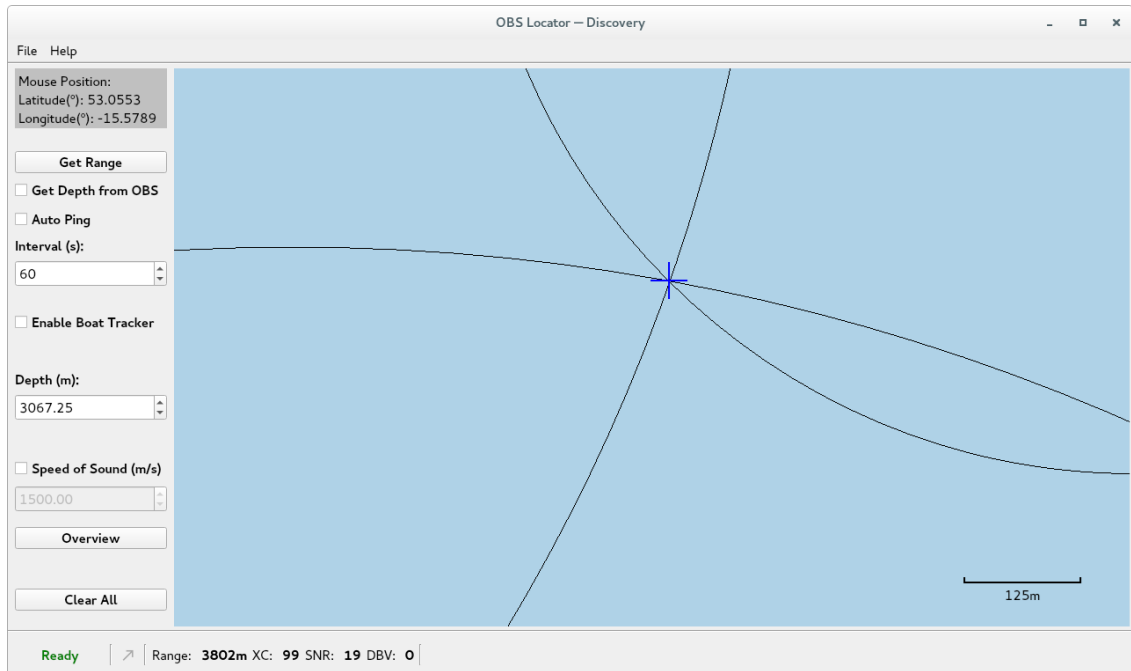 OBS Locator — Discovery
File Help
Mouse Position:
Latitude(°): 53.0553
Longitude(°): -15.5789
Get Range
Get Depth from OBS
Auto Ping
Interval (s):
60
Enable Boat Tracker
Depth (m):
3067.25
Speed of Sound (m/s)
1500.00
Overview
Clear All
125m
Ready Range: 3802m XC: 99 SNR: 19 DBV: 0